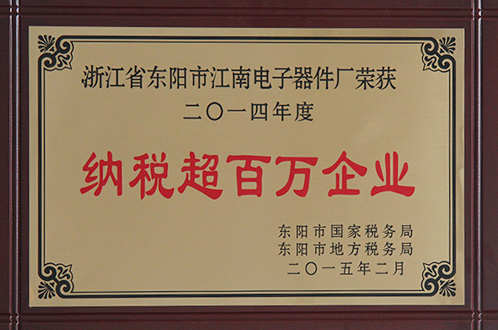 浙江省东阳市江南电子器件厂荣获
二〇一四年度
纳税超百万企业
东阳市国家税务局
东阳市地方税务局
二〇一五年二月